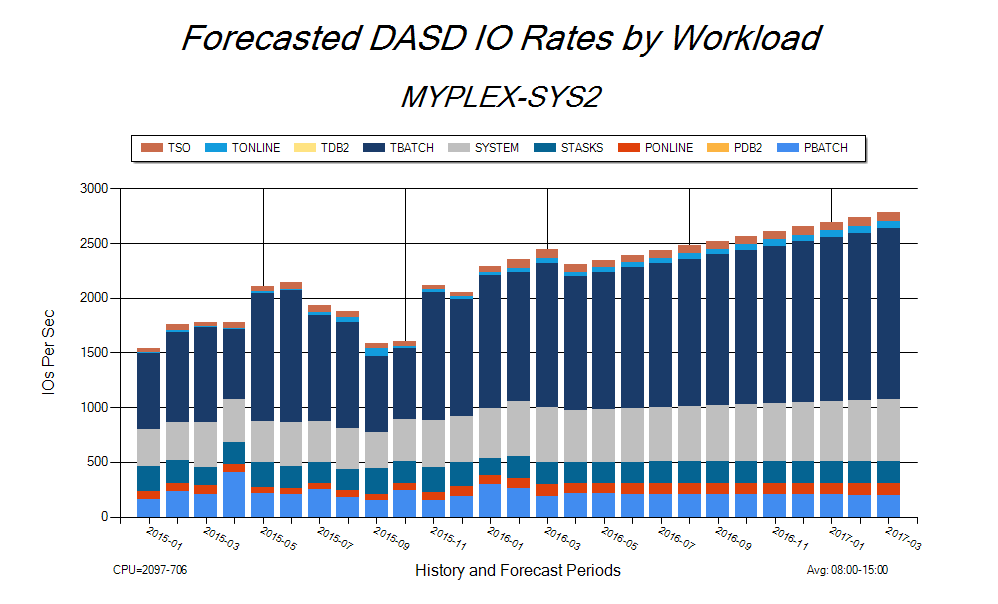 Forecasted DASD IO Rates by Workload
MYPLEX-SYS2
TSO TONLINE TDB2 TBATCH SYSTEM STASKS PONLINE PDB2 PBATCH
3000
2500
2000
1500
1000
500
0
IOs Per Sec
2015-01 2015-03 2015-05 2015-07 2015-09 2015-11 2016-01 2016-03 2016-05 2016-07 2016-09 2016-11 2017-01 2017-03
CPU=2097-706 History and Forecast Periods Avg: 08:00-15:00